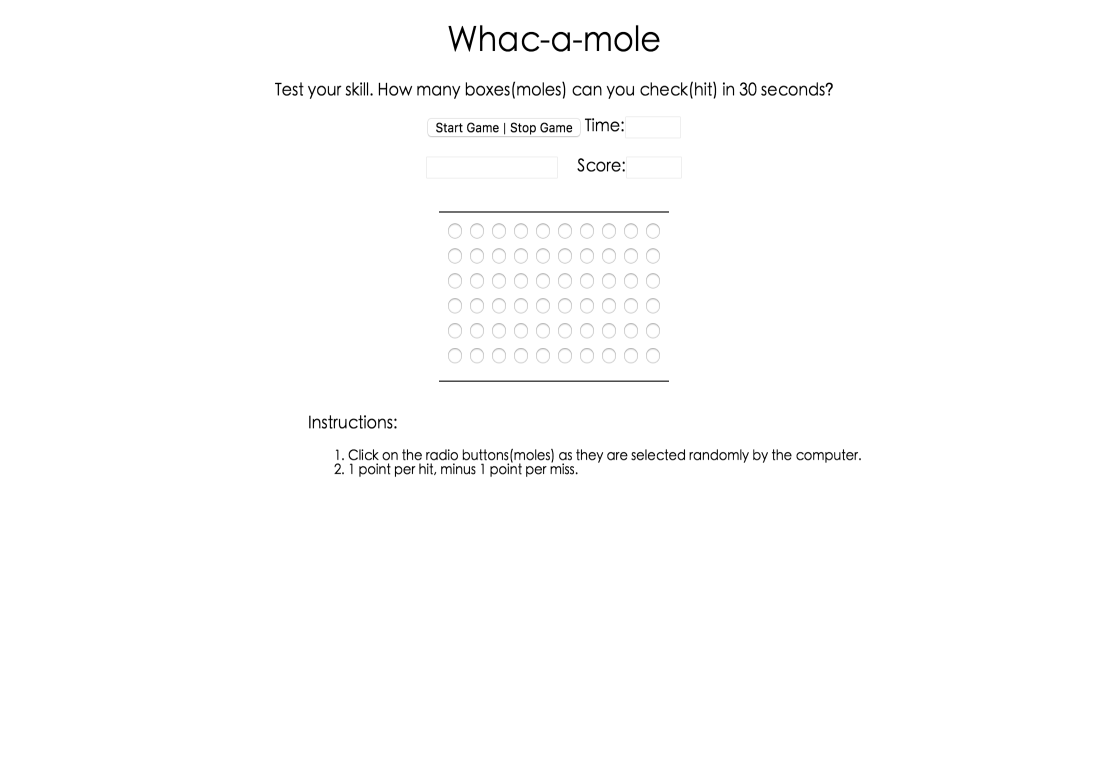 Whac-a-mole
Test your skill. How many boxes(moles) can you check(hit) in 30 seconds?
Start Game | Stop Game Time:
Score:
Instructions:
1. Click on the radio buttons(moles) as they are selected randomly by the computer.
2. 1 point per hit, minus 1 point per miss.